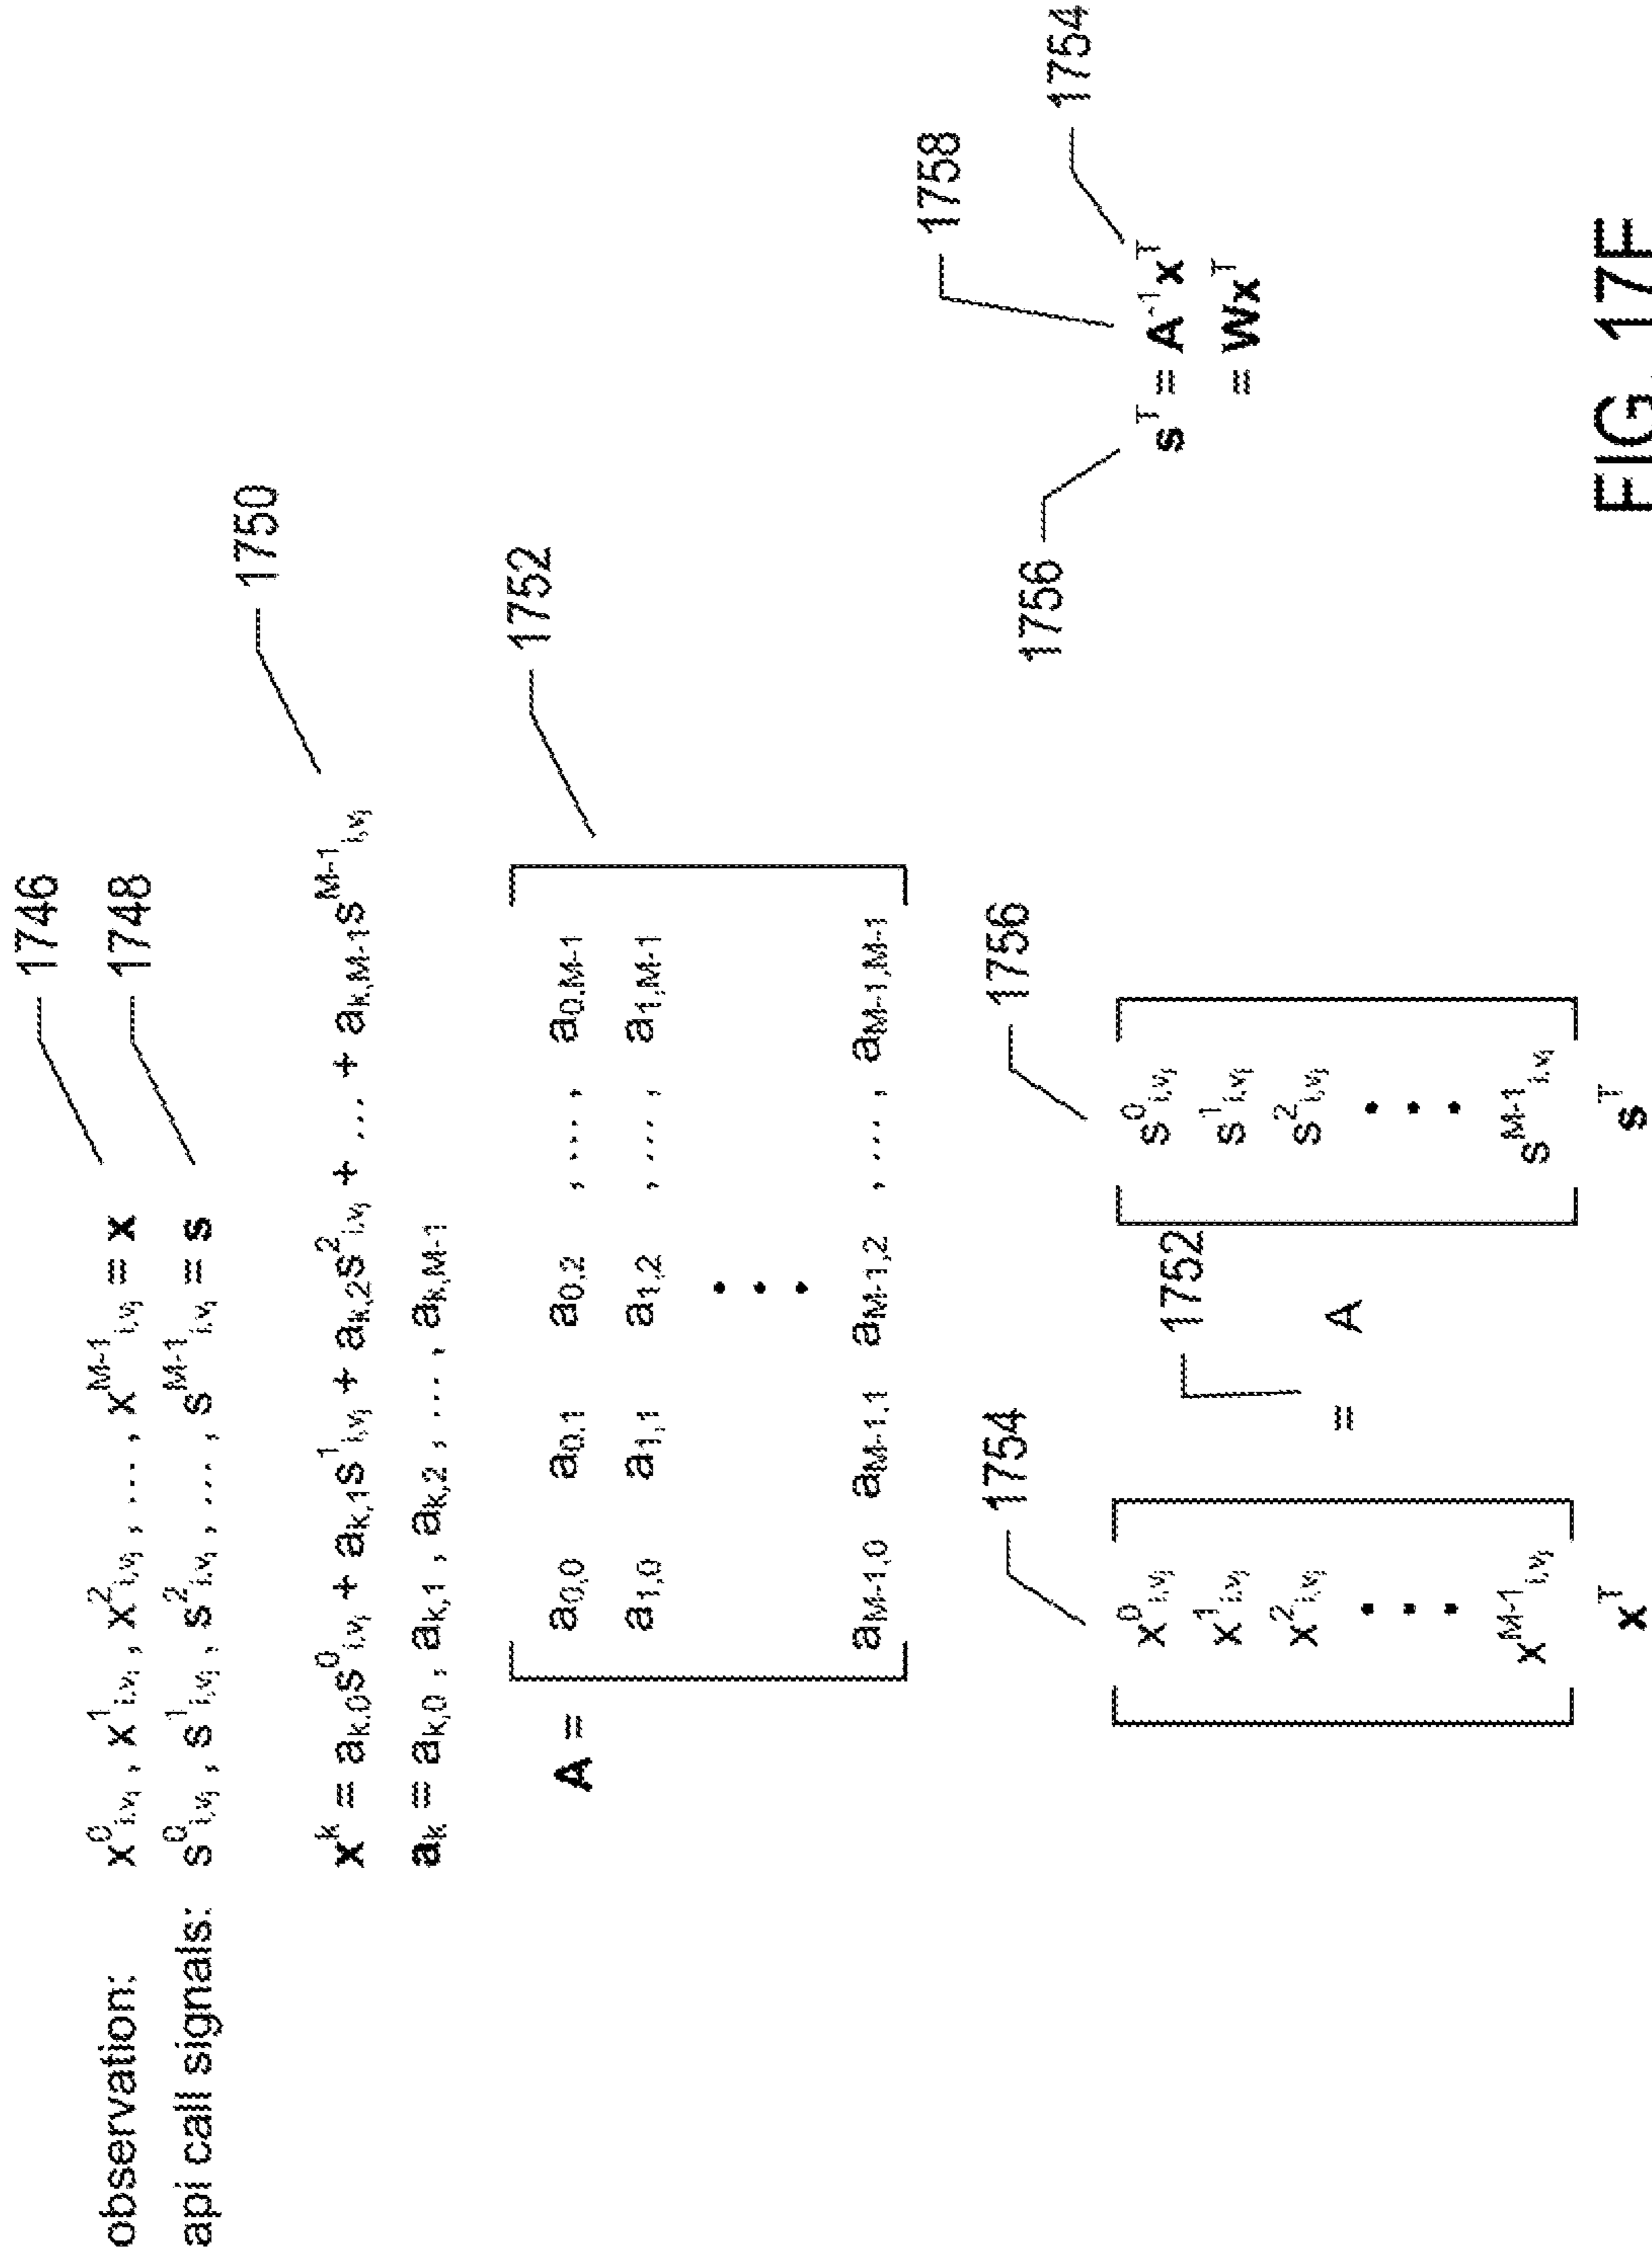 1746
observation: x⁰i,vj , x¹i,vj , x²i,vj , … , xᴹ⁻¹i,vj = x
1748
api call signals: s⁰i,vj , s¹i,vj , s²i,vj , … , sᴹ⁻¹i,vj = s
1750
xᵏ = ak,0s⁰i,vj + ak,1s¹i,vj + ak,2s²i,vj + … + ak,M-1sᴹ⁻¹i,vj
ak = ak,0 , ak,1 , ak,2 , … , ak,M-1
1752
A = a0,0 a0,1 a0,2 , … , a0,M-1
a1,0 a1,1 a1,2 , … , a1,M-1
aM-1,0 aM-1,1 aM-1,2 , … , aM-1,M-1
1754
1752
1756
x⁰i,vj
x¹i,vj
x²i,vj
xᴹ⁻¹i,vj
xᵀ
= A
s⁰i,vj
s¹i,vj
s²i,vj
sᴹ⁻¹i,vj
sᵀ
1756
1758
1754
sᵀ = A⁻¹xᵀ
= Wxᵀ